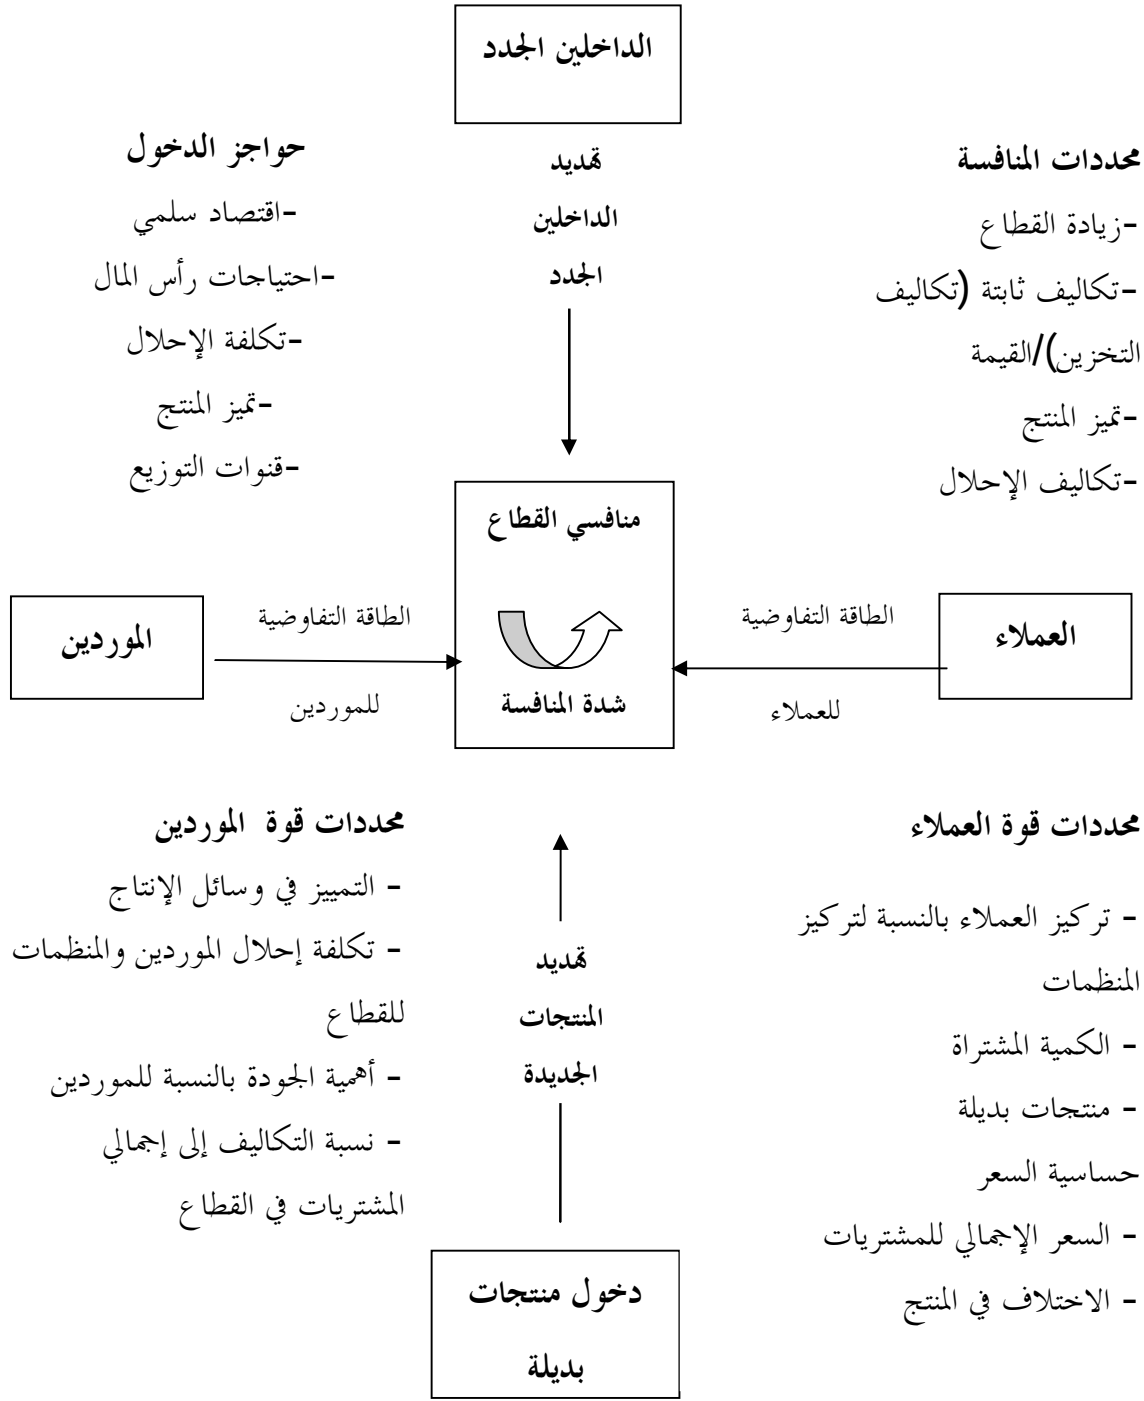 الداخلين الجدد
تهديد
الداخلين
الجدد
محددات المنافسة
-زيادة القطاع
-تكاليف ثابتة (تكاليف
التخزين)/القيمة
-تميز المنتج
-تكاليف الإحلال
حواجز الدخول
-اقتصاد سلمي
-احتياجات رأس المال
-تكلفة الإحلال
-تميز المنتج
-قنوات التوزيع
منافسي القطاع
شدة المنافسة
العملاء
الطاقة التفاوضية
للعملاء
الطاقة التفاوضية
للموردين
الموردين
محددات قوة العملاء
- تركيز العملاء بالنسبة لتركيز
المنظمات
- الكمية المشتراة
- منتجات بديلة
حساسية السعر
- السعر الإجمالي للمشتريات
- الاختلاف في المنتج
تهديد
المنتجات
الجديدة
محددات قوة الموردين
- التمييز في وسائل الإنتاج
- تكلفة إحلال الموردين والمنظمات
للقطاع
- أهمية الجودة بالنسبة للموردين
- نسبة التكاليف إلى إجمالي
المشتريات في القطاع
دخول منتجات
بديلة